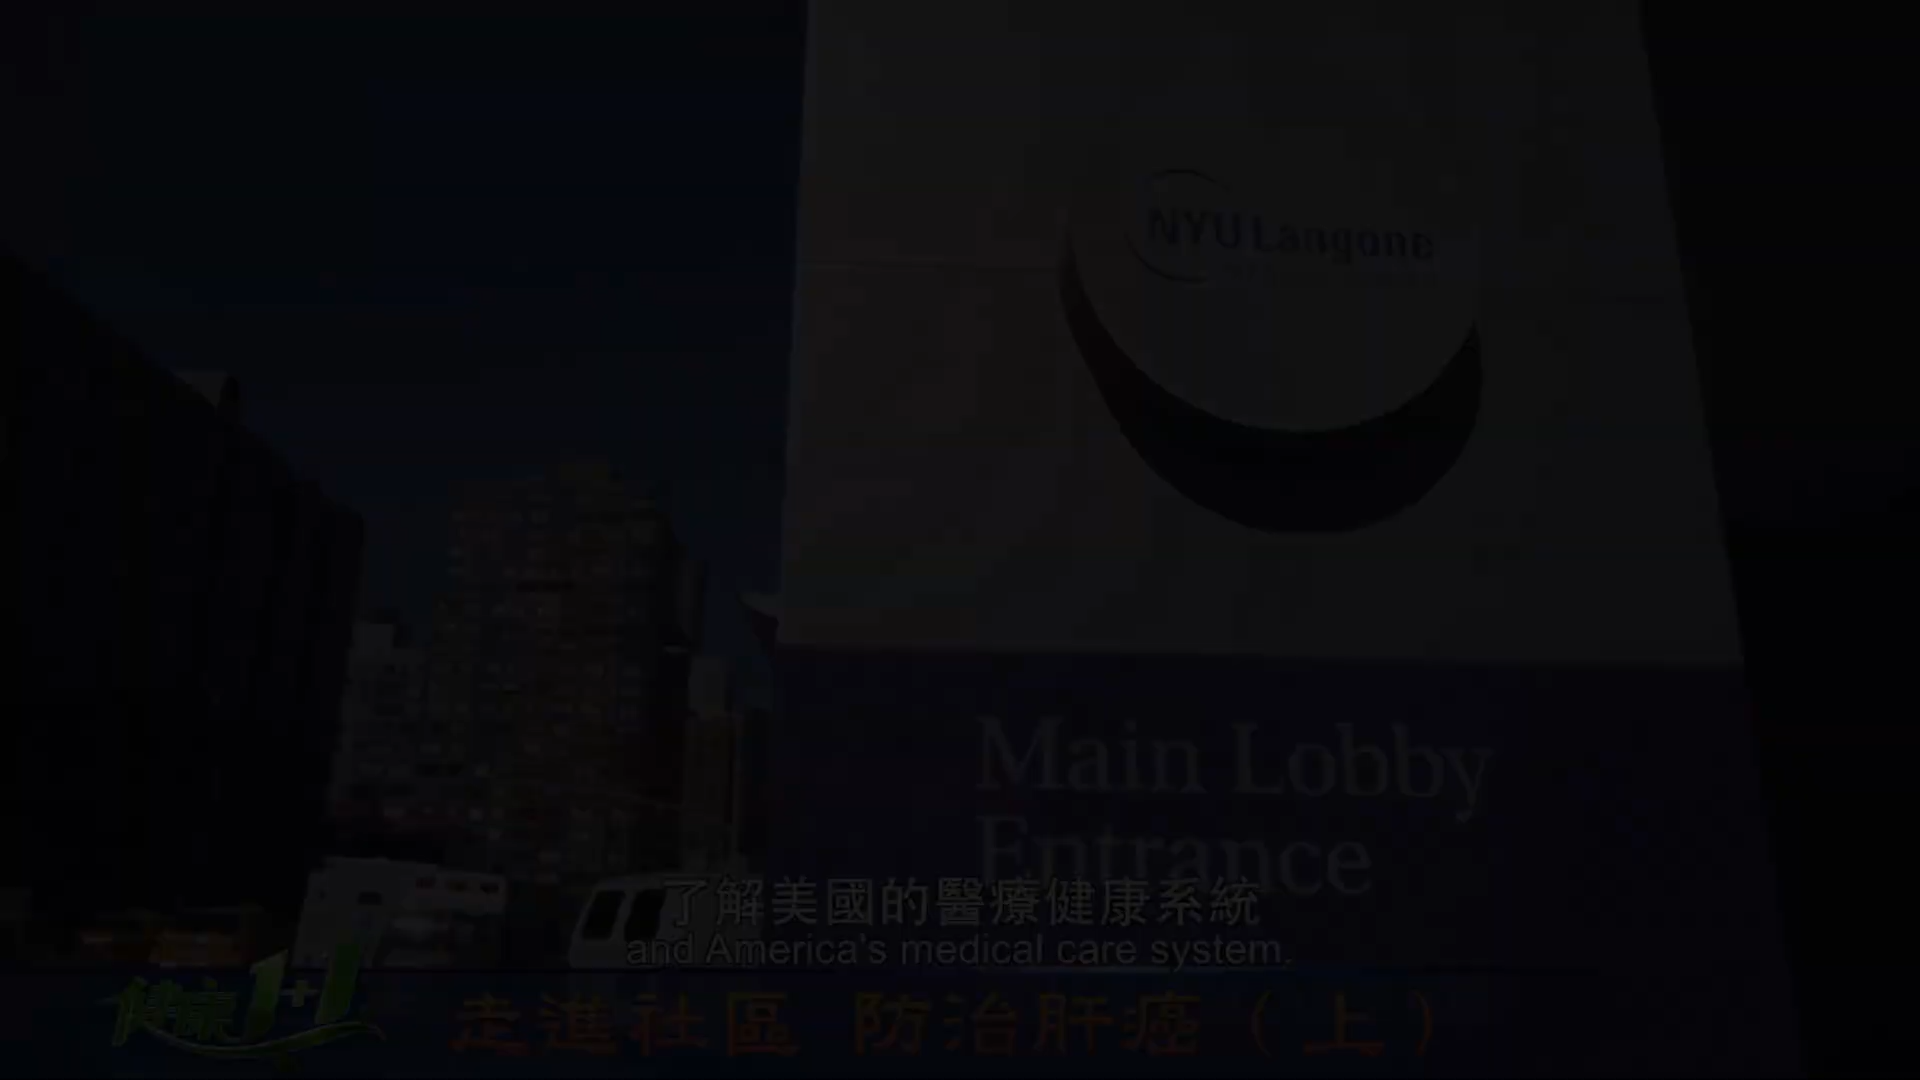 NYU Langone
Main Lobby
Entrance
了解美國的醫療健康系統
and America's medical care system.
健康1+1
走進社區 防治肝癌（上）